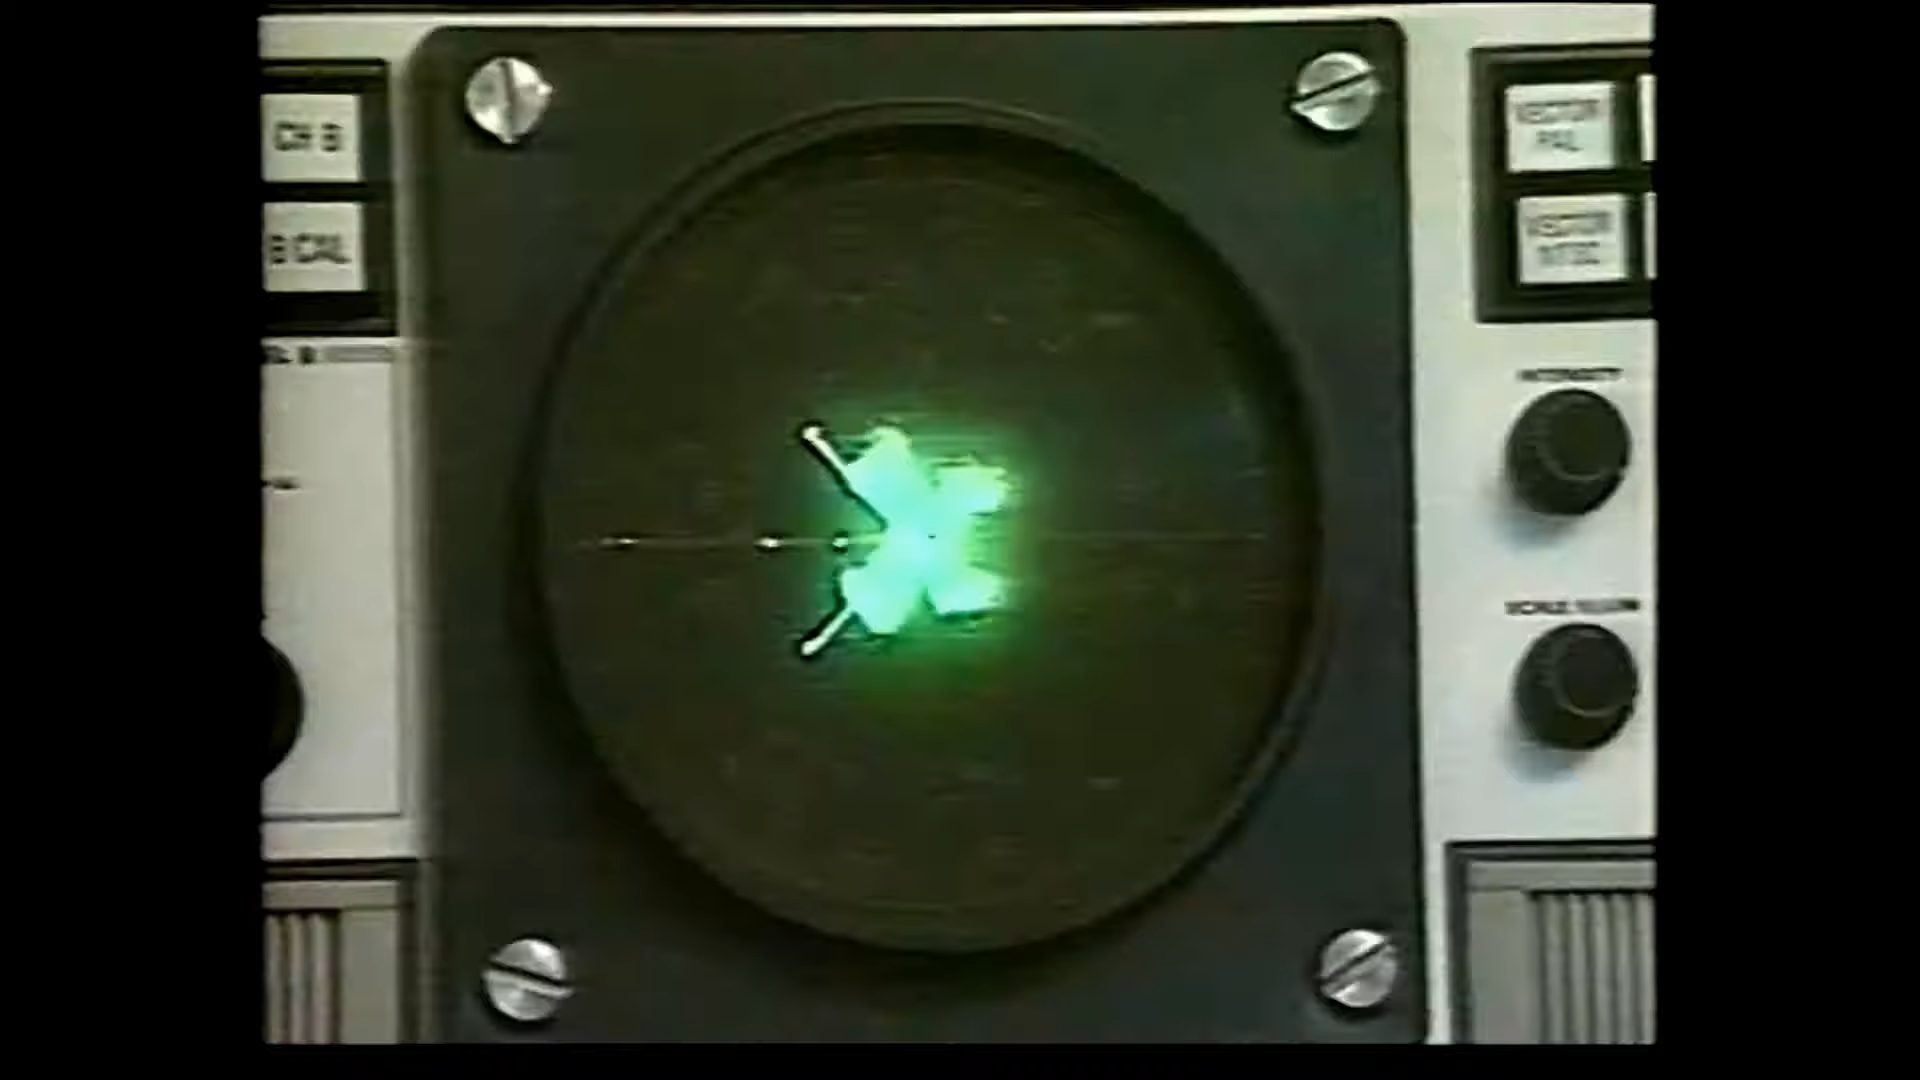 CH B
B CAL
VECTOR
PAL
VECTOR
NTSC
INTENSITY
SCALE ILLUM